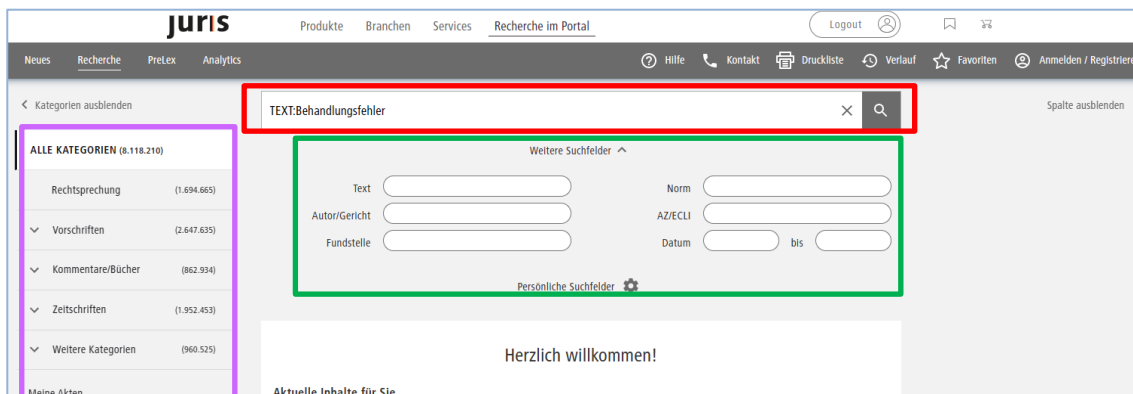 juris Produkte Branchen Services Recherche im Portal Logout
Neues Recherche PreLex Analytics Hilfe Kontakt Druckliste Verlauf Favoriten Anmelden / Registriere
Kategorien ausblenden
TEXT:Behandlungsfehler
Spalte ausblenden
ALLE KATEGORIEN (8.118.210)
Rechtsprechung (1.694.665)
Vorschriften (2.647.635)
Kommentare/Bücher (862.934)
Zeitschriften (1.952.453)
Weitere Kategorien (960.525)
Meine Akten
Weitere Suchfelder
Text Norm
Autor/Gericht AZ/ECLI
Fundstelle Datum bis
Persönliche Suchfelder
Herzlich willkommen!
Aktuelle Inhalte für Sie